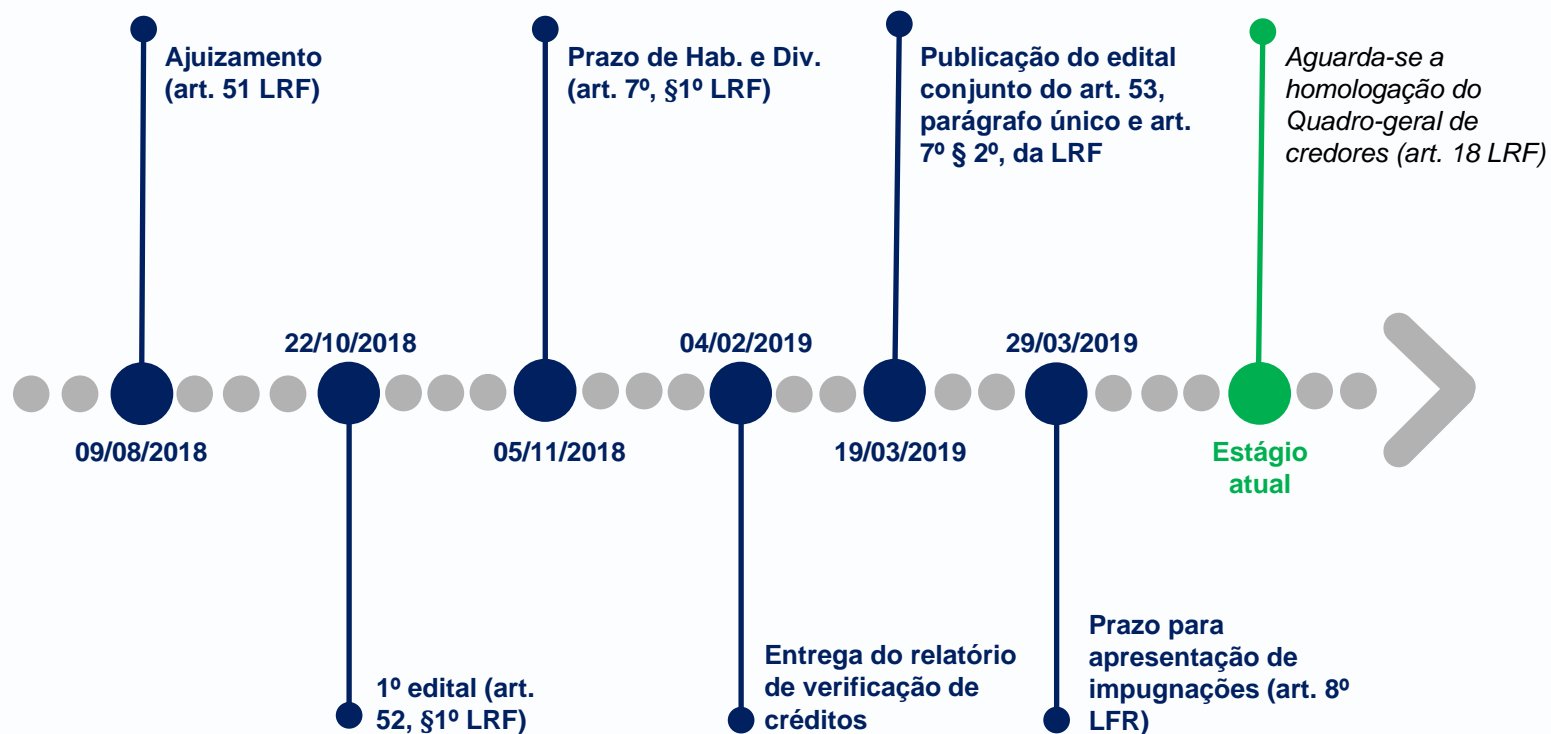 Ajuizamento
(art. 51 LRF)
Prazo de Hab. e Div.
(art. 7º, §1º LRF)
Publicação do edital
conjunto do art. 53,
parágrafo único e art.
7º § 2º, da LRF
Aguarda-se a
homologação do
Quadro-geral de
credores (art. 18 LRF)
22/10/2018
04/02/2019
29/03/2019
09/08/2018
05/11/2018
19/03/2019
Estágio
atual
1º edital (art.
52, §1º LRF)
Entrega do relatório
de verificação de
créditos
Prazo para
apresentação de
impugnações (art. 8º
LFR)